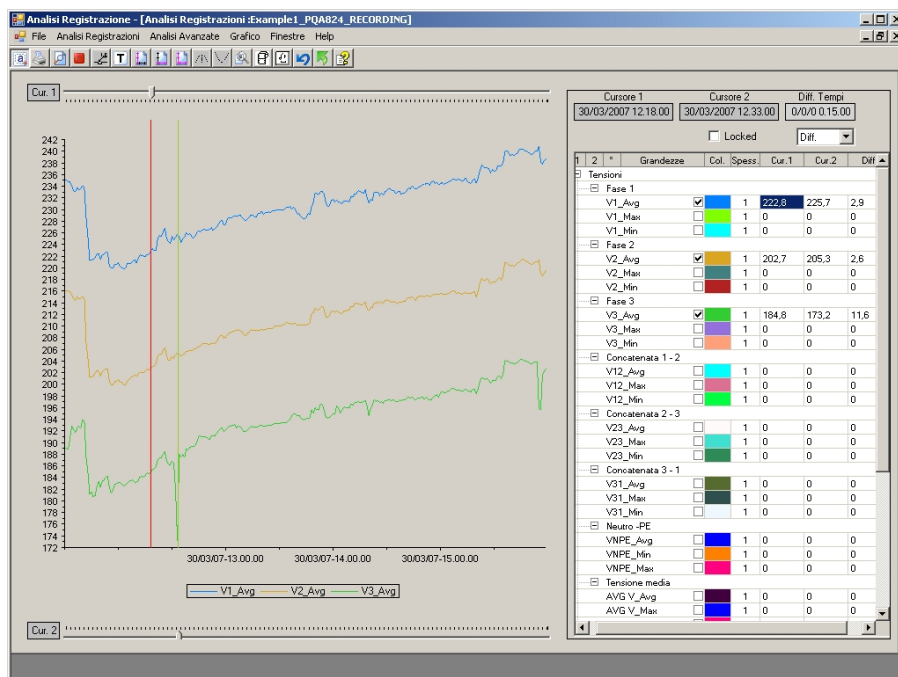 Analisi Registrazione - [Analisi Registrazioni :Example1_PQA824_RECORDING]
File Analisi Registrazioni Analisi Avanzate Grafico Finestre Help
a T
Cur. 1
242
240
238
236
234
232
230
228
226
224
222
220
218
216
214
212
210
208
206
204
202
200
198
196
194
192
190
188
186
184
182
180
178
176
174
172
30/03/07-13.00.00 30/03/07-14.00.00 30/03/07-15.00.00
V1_Avg V2_Avg V3_Avg
Cur. 2
Cursore 1 Cursore 2 Diff. Tempi
30/03/2007 12.18.00 30/03/2007 12.33.00 0/0/0 0.15.00
Locked Diff.
1 2 * Grandezze Col. Spess. Cur.1 Cur.2 Diff
Tensioni
Fase 1
V1_Avg 1 222,8 225,7 2,9
V1_Max 1 0 0 0
V1_Min 1 0 0 0
Fase 2
V2_Avg 1 202,7 205,3 2,6
V2_Max 1 0 0 0
V2_Min 1 0 0 0
Fase 3
V3_Avg 1 184,8 173,2 11,6
V3_Max 1 0 0 0
V3_Min 1 0 0 0
Concatenata 1 - 2
V12_Avg 1 0 0 0
V12_Max 1 0 0 0
V12_Min 1 0 0 0
Concatenata 2 - 3
V23_Avg 1 0 0 0
V23_Max 1 0 0 0
V23_Min 1 0 0 0
Concatenata 3 - 1
V31_Avg 1 0 0 0
V31_Max 1 0 0 0
V31_Min 1 0 0 0
Neutro -PE
VNPE_Avg 1 0 0 0
VNPE_Min 1 0 0 0
VNPE_Max 1 0 0 0
Tensione media
AVG V_Avg 1 0 0 0
AVG V_Max 1 0 0 0